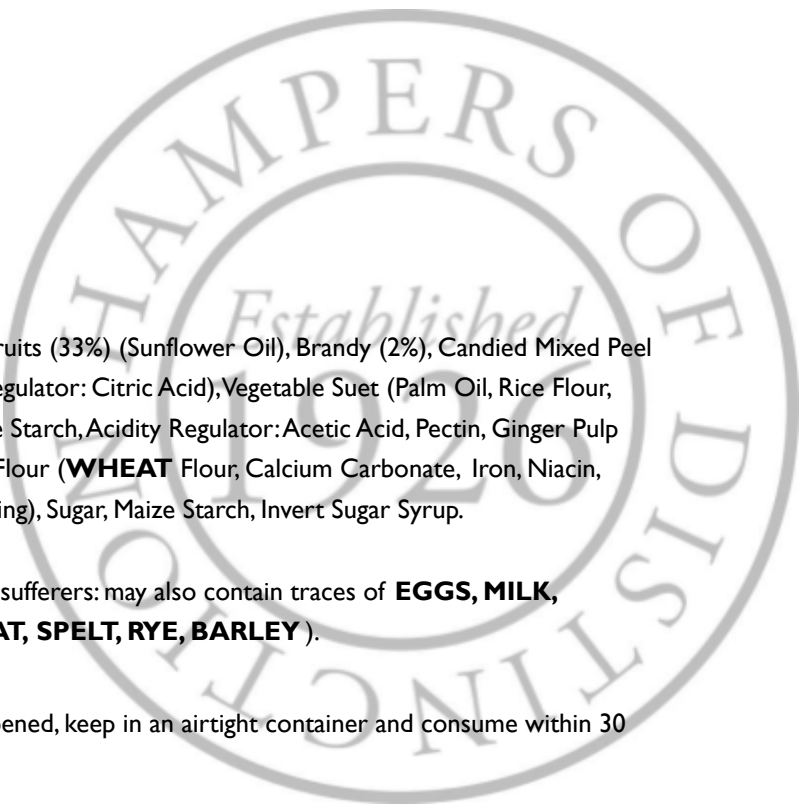 HAMPERS OF DISTINCTION
Established
1926
ruits (33%) (Sunflower Oil), Brandy (2%), Candied Mixed Peel
egulator: Citric Acid), Vegetable Suet (Palm Oil, Rice Flour,
e Starch, Acidity Regulator: Acetic Acid, Pectin, Ginger Pulp
Flour (WHEAT Flour, Calcium Carbonate, Iron, Niacin,
ing), Sugar, Maize Starch, Invert Sugar Syrup.
sufferers: may also contain traces of EGGS, MILK,
AT, SPELT, RYE, BARLEY ).
ened, keep in an airtight container and consume within 30